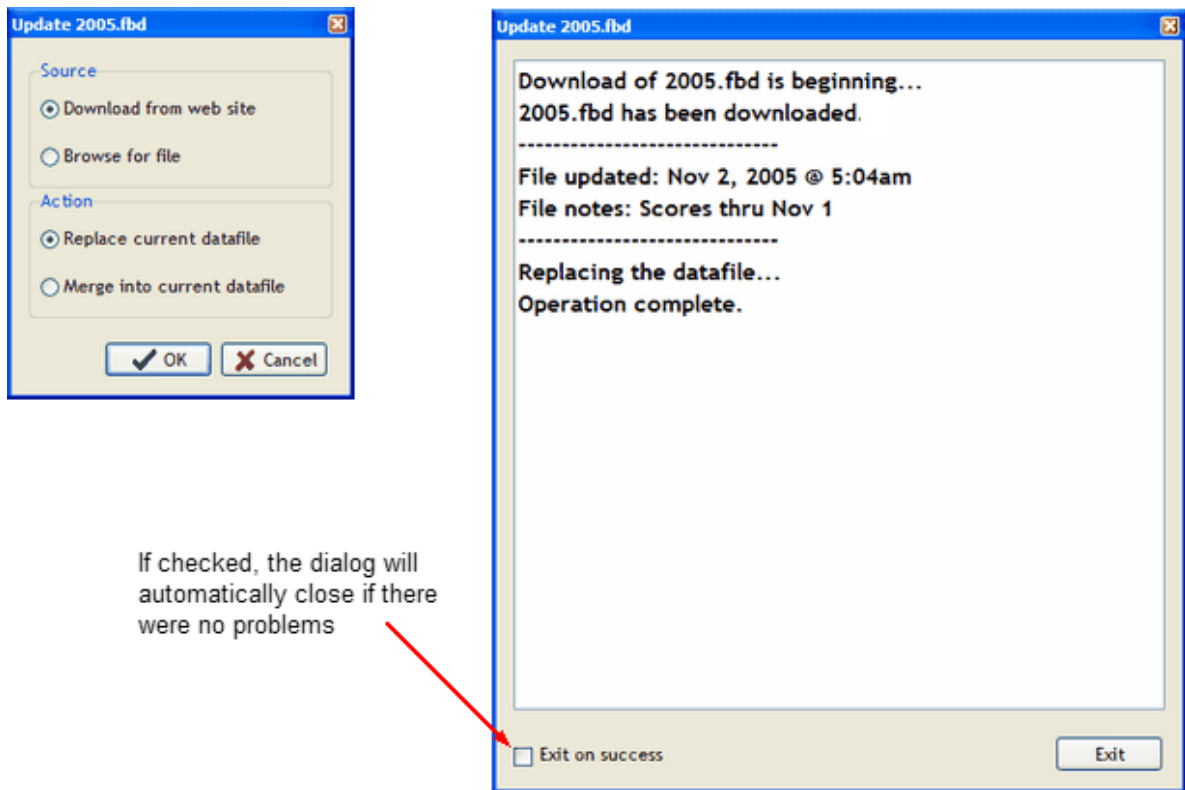 Update 2005.fbd
Source
Download from web site
Browse for file
Action
Replace current datafile
Merge into current datafile
OK
Cancel
Update 2005.fbd
Download of 2005.fbd is beginning...
2005.fbd has been downloaded.
------------------------------
File updated: Nov 2, 2005 @ 5:04am
File notes: Scores thru Nov 1
------------------------------
Replacing the datafile...
Operation complete.
If checked, the dialog will
automatically close if there
were no problems
Exit on success
Exit